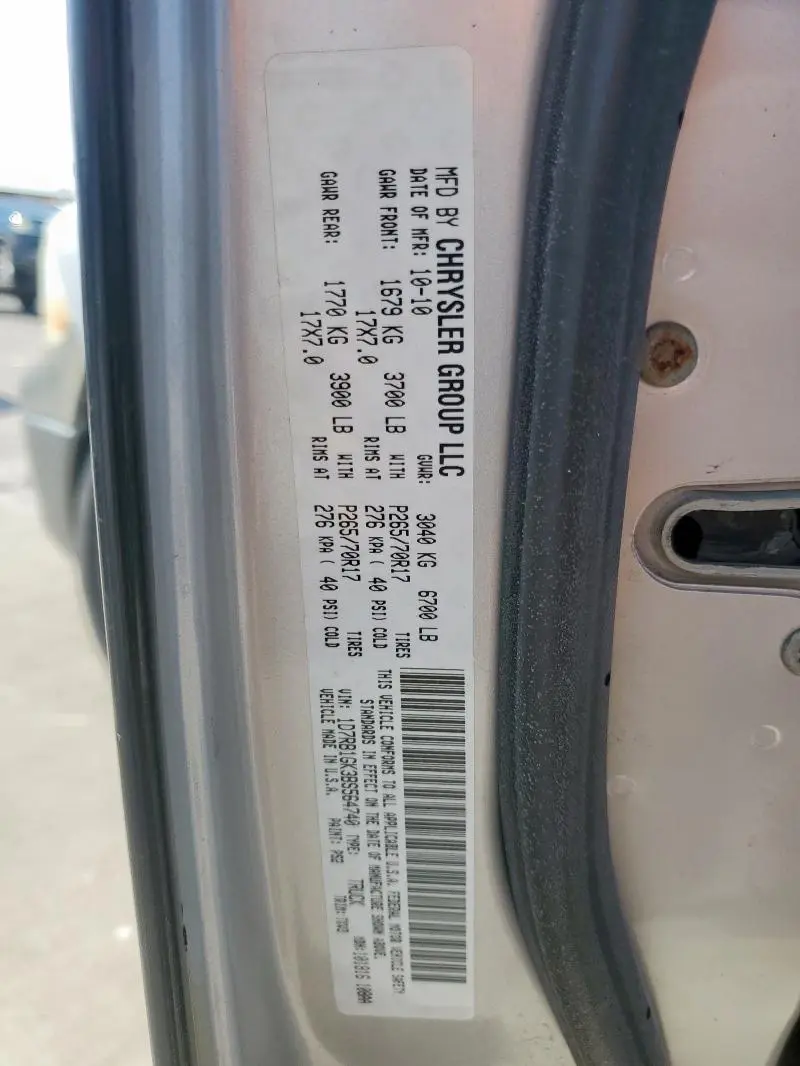 MFD BY CHRYSLER GROUP LLC
DATE OF MFR: 10-10 GVWR: 3040 KG 6700 LB
GAWR FRONT: 1679 KG 3700 LB WITH P265/70R17 TIRES
17X7.0 RIMS AT 276 KPA ( 40 PSI) COLD
GAWR REAR: 1770 KG 3900 LB WITH P265/70R17 TIRES
17X7.0 RIMS AT 276 KPA ( 40 PSI) COLD
THIS VEHICLE CONFORMS TO ALL APPLICABLE U.S.A. FEDERAL MOTOR VEHICLE SAFETY
STANDARDS IN EFFECT ON THE DATE OF MANUFACTURE SHOWN ABOVE.
VIN: 1D7RB1GK3BS564740 TYPE: TRUCK
VEHICLE MADE IN U.S.A. PAINT: PS2 TRIM: